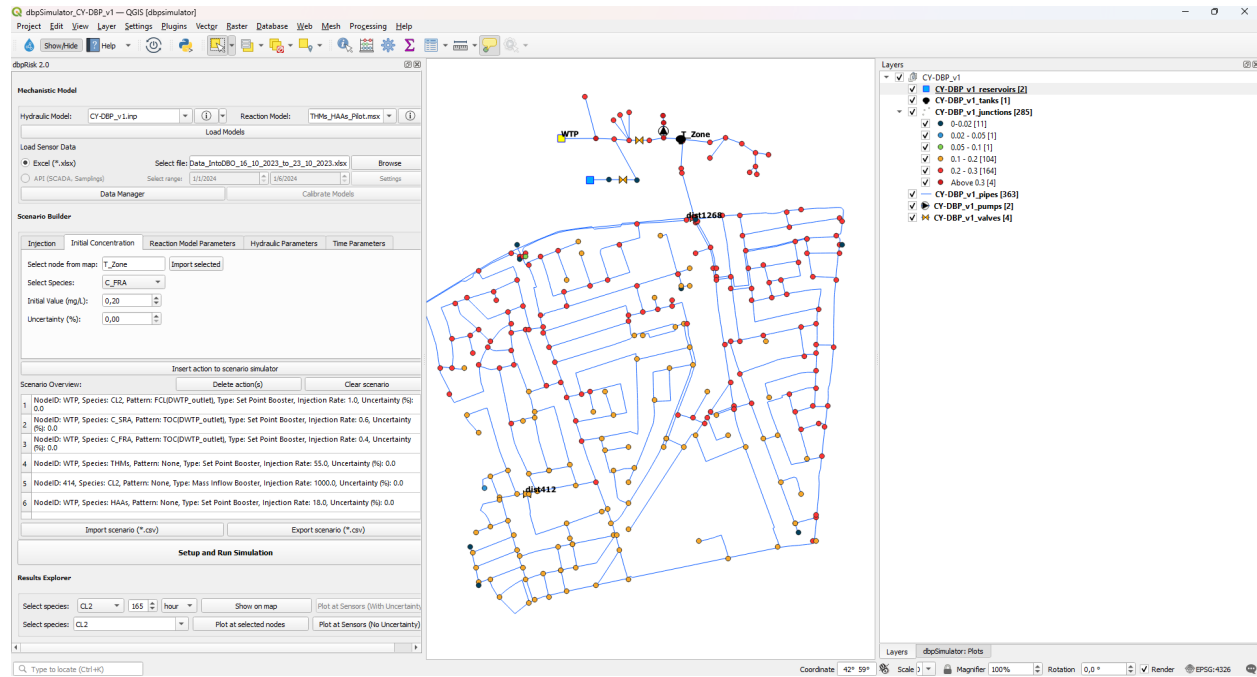 dbpSimulator_CY-DBP_v1 — QGIS [dbpsimulator]
Project Edit View Layer Settings Plugins Vector Raster Database Web Mesh Processing Help
Show/Hide Help
dbpRisk 2.0
Mechanistic Model
Hydraulic Model: CY-DBP_v1.inp Reaction Model: THMs_HAAs_Pilot.msx
Load Models
Load Sensor Data
Excel (*.xlsx) Select file: Data_IntoDBO_16_10_2023_to_23_10_2023.xlsx Browse
API (SCADA, Samplings) Select range: 1/1/2024 1/6/2024 Settings
Data Manager Calibrate Models
Scenario Builder
Injection Initial Concentration Reaction Model Parameters Hydraulic Parameters Time Parameters
Select node from map: T_Zone Import selected
Select Species: C_FRA
Initial Value (mg/L): 0,20
Uncertainty (%): 0,00
Insert action to scenario simulator
Scenario Overview: Delete action(s) Clear scenario
1 NodeID: WTP, Species: CL2, Pattern: FCL(DWTP_outlet), Type: Set Point Booster, Injection Rate: 1.0, Uncertainty (%):
0.0
2 NodeID: WTP, Species: C_SRA, Pattern: TOC(DWTP_outlet), Type: Set Point Booster, Injection Rate: 0.6, Uncertainty
(%): 0.0
3 NodeID: WTP, Species: C_FRA, Pattern: TOC(DWTP_outlet), Type: Set Point Booster, Injection Rate: 0.4, Uncertainty
(%): 0.0
4 NodeID: WTP, Species: THMs, Pattern: None, Type: Set Point Booster, Injection Rate: 55.0, Uncertainty (%): 0.0
5 NodeID: 414, Species: CL2, Pattern: None, Type: Mass Inflow Booster, Injection Rate: 1000.0, Uncertainty (%): 0.0
6 NodeID: WTP, Species: HAAs, Pattern: None, Type: Set Point Booster, Injection Rate: 18.0, Uncertainty (%): 0.0
Import scenario (*.csv) Export scenario (*.csv)
Setup and Run Simulation
Results Explorer
Select species: CL2 165 hour Show on map Plot at Sensors (With Uncertainty
Select species: CL2 Plot at selected nodes Plot at Sensors (No Uncertainty)
WTP
T_Zone
dist1268
dist412
Layers
CY-DBP_v1
CY-DBP_v1_reservoirs [2]
CY-DBP_v1_tanks [1]
CY-DBP_v1_junctions [285]
0-0.02 [11]
0.02 - 0.05 [1]
0.05 - 0.1 [1]
0.1 - 0.2 [104]
0.2 - 0.3 [164]
Above 0.3 [4]
CY-DBP_v1_pipes [363]
CY-DBP_v1_pumps [2]
CY-DBP_v1_valves [4]
Layers dbpSimulator: Plots
Type to locate (Ctrl+K) Coordinate 42° 59° Scale Magnifier 100% Rotation 0,0 ° Render EPSG:4326